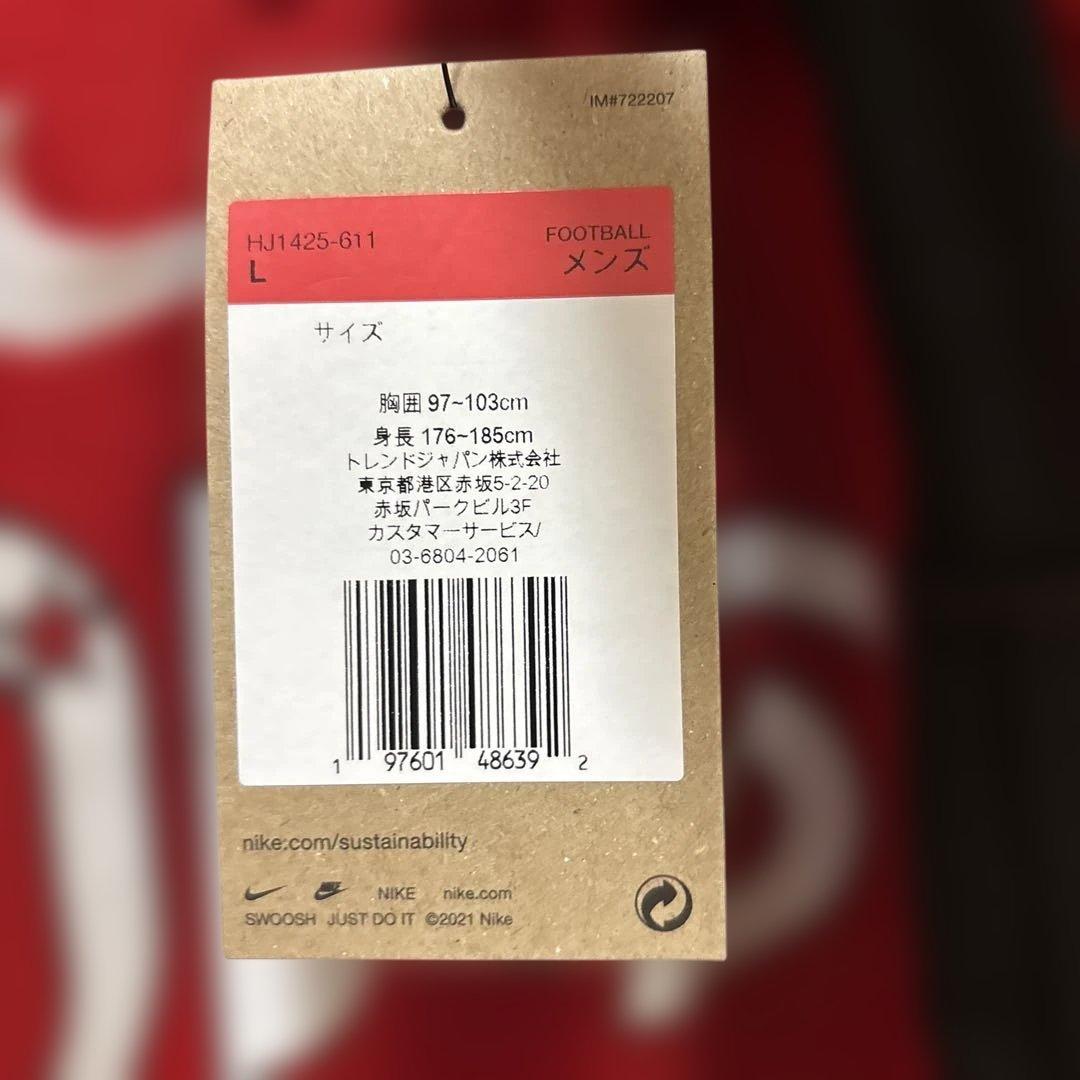 IM#722207
HJ1425-611 FOOTBALL
L メンズ
サイズ
胸囲 97~103cm
身長 176~185cm
トレンドジャパン株式会社
東京都港区赤坂5-2-20
赤坂パークビル3F
カスタマーサービス/
03-6804-2061
1 97601 48639 2
nike.com/sustainability
NIKE nike.com
SWOOSH JUST DO IT ©2021 Nike